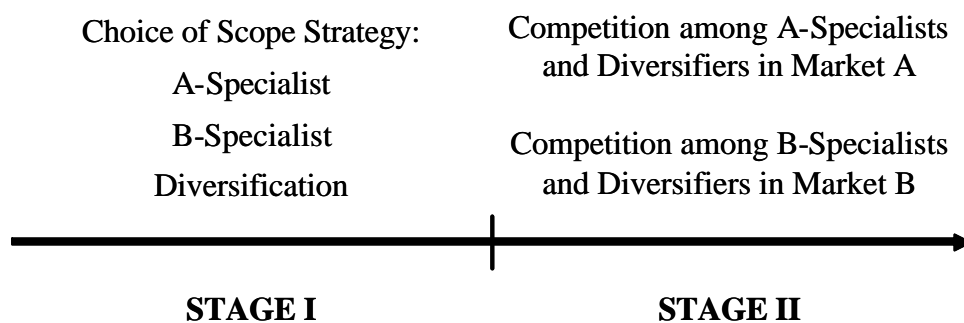 Choice of Scope Strategy:
A-Specialist
B-Specialist
Diversification
Competition among A-Specialists
and Diversifiers in Market A
Competition among B-Specialists
and Diversifiers in Market B
STAGE I
STAGE II